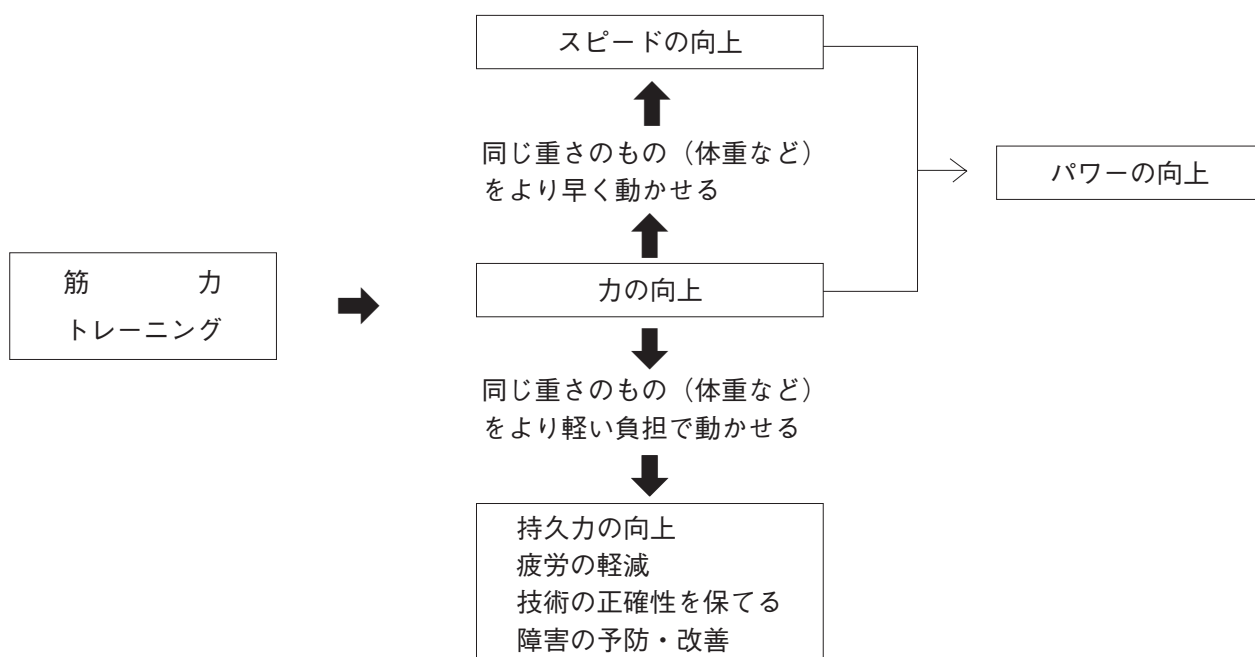 スピードの向上
同じ重さのもの（体重など）
をより早く動かせる
パワーの向上
筋　　　力
トレーニング
力の向上
同じ重さのもの（体重など）
をより軽い負担で動かせる
持久力の向上
疲労の軽減
技術の正確性を保てる
障害の予防・改善